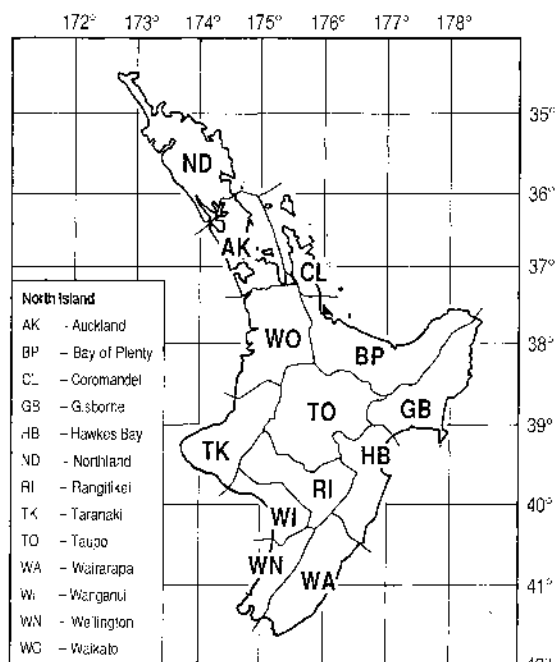 172° 174° 175° 176° 177° 178°
35°
ND
36°
AK
CL
37°
North Island
AK - Auckland
BP – Bay of Plenty
CL – Coromandel
GB – Gisborne
HB – Hawkes Bay
ND - Northland
RI – Rangitikei
TK – Taranaki
TO – Taupo
WA – Wairarapa
WI – Wanganui
WN – Wellington
WO – Waikato
WO
38°
BP
TO
GB
39°
TK
HB
RI
40°
WI
WN
WA
41°